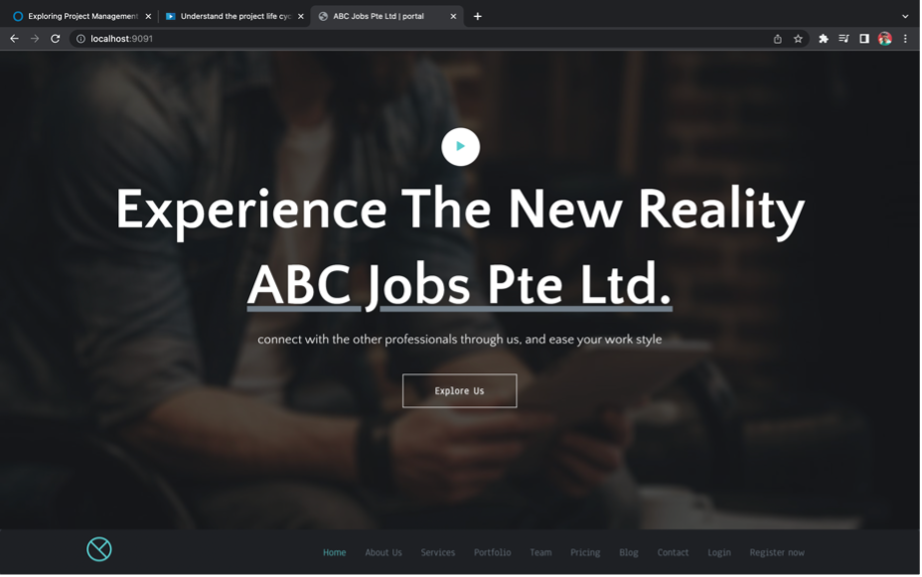 Exploring Project Management
Understand the project life cyc
ABC Jobs Pte Ltd | portal
localhost:9091
Experience The New Reality
ABC Jobs Pte Ltd.
connect with the other professionals through us, and ease your work style
Explore Us
Home About Us Services Portfolio Team Pricing Blog Contact Login Register now